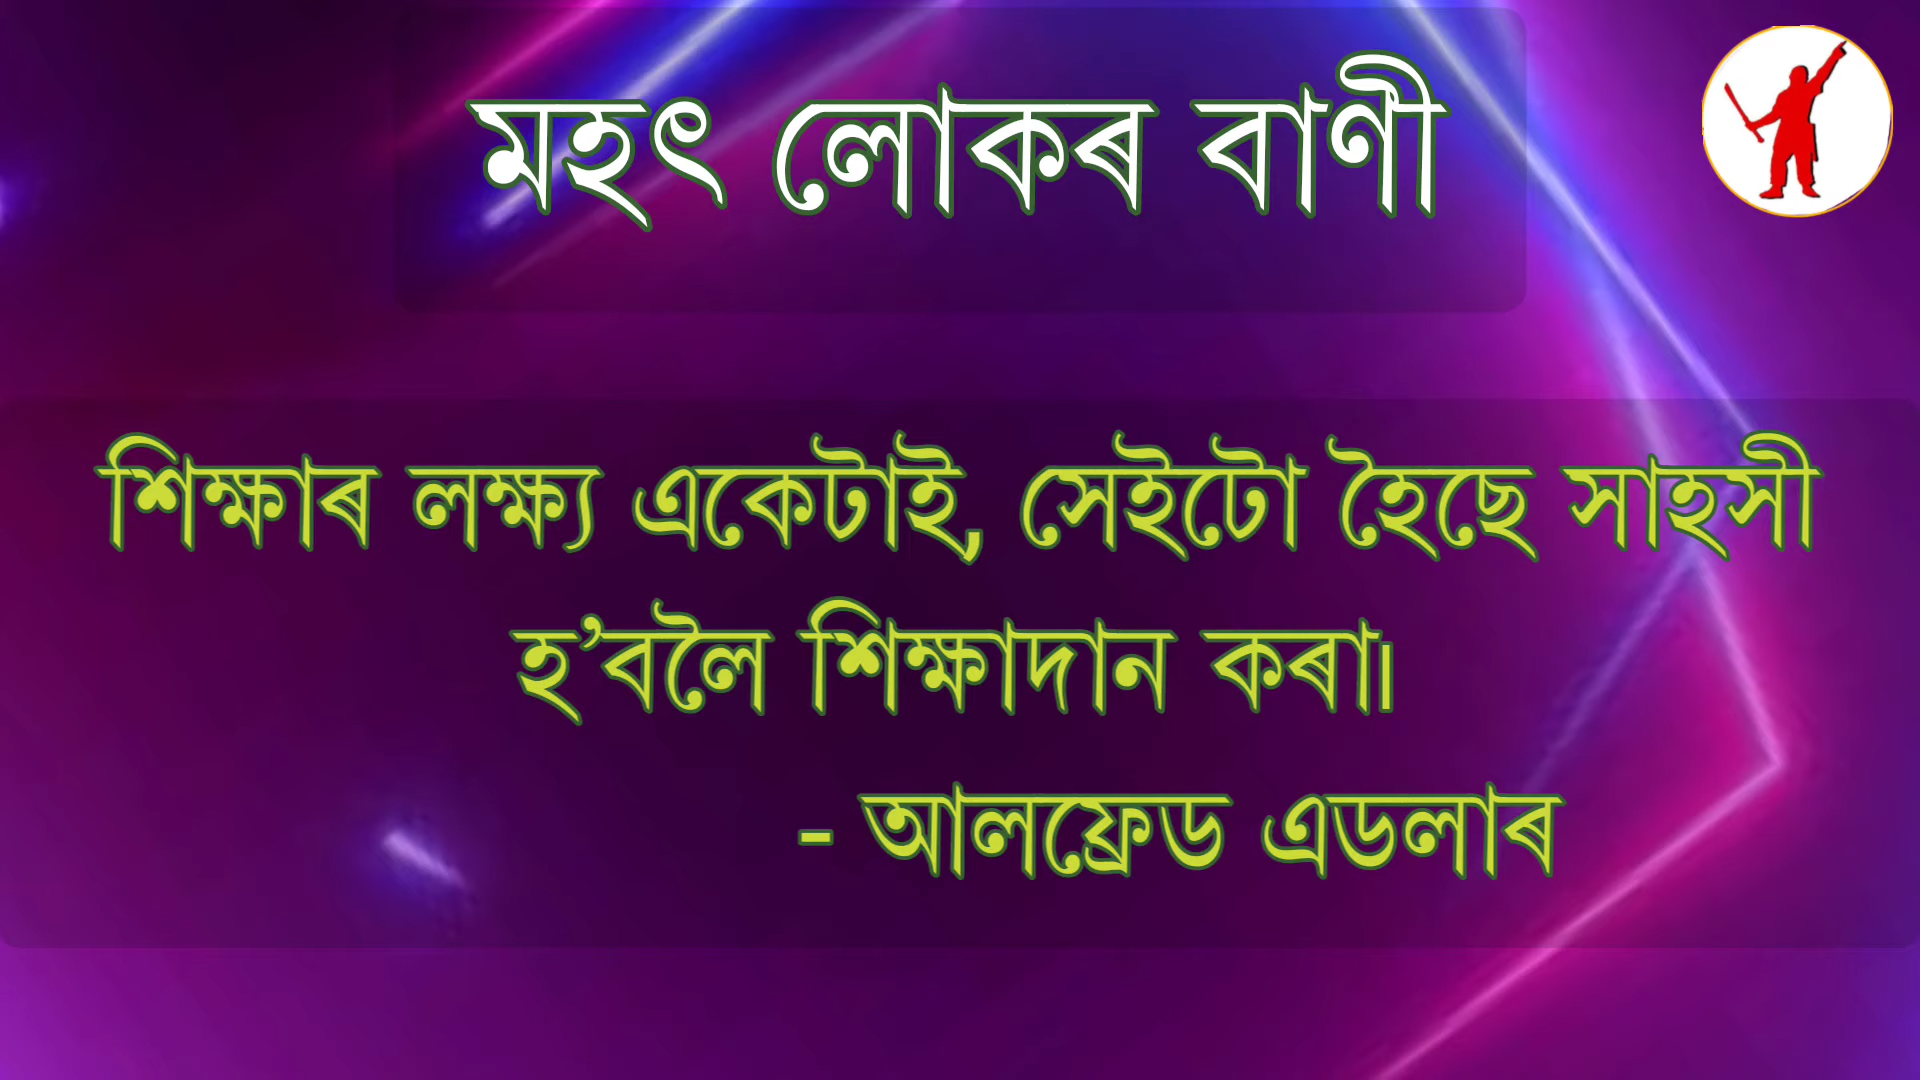 মহৎ লোকৰ বাণী
শিক্ষাৰ লক্ষ্য একেটাই, সেইটো হৈছে সাহসী
হ’বলৈ শিক্ষাদান কৰা।
- আলফ্ৰেড এডলাৰ